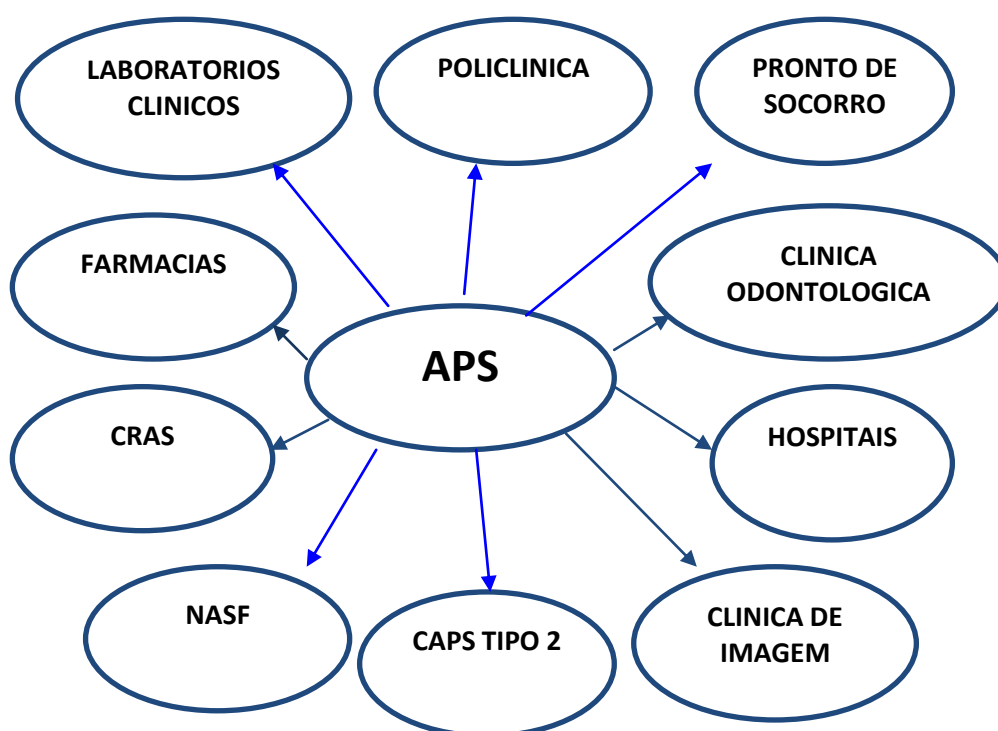 LABORATORIOS
CLINICOS
POLICLINICA
PRONTO DE
SOCORRO
FARMACIAS
CLINICA
ODONTOLOGICA
APS
CRAS
HOSPITAIS
NASF
CAPS TIPO 2
CLINICA DE
IMAGEM